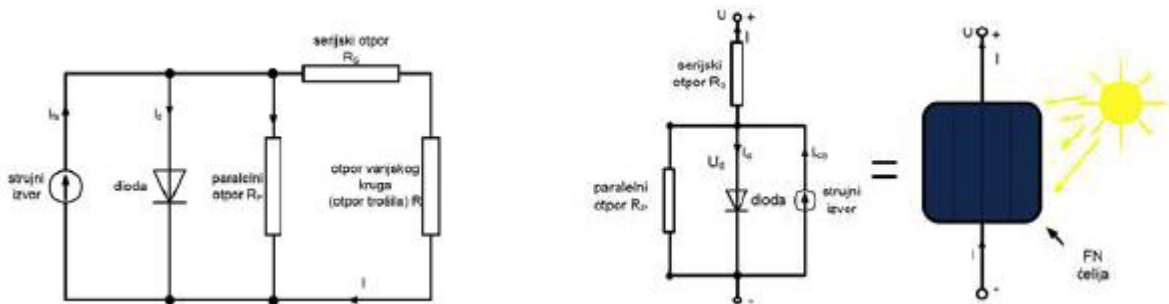 serijski otpor
strujni
izvor
dioda
paralelni
otpor
otpor vanjskog
kruga
(otpor trošila) R
I
U +
I
serijski
otpor
paralelni
otpor
U
dioda
strujni
izvor
-
=
U +
I
I
-
FN
ćelija